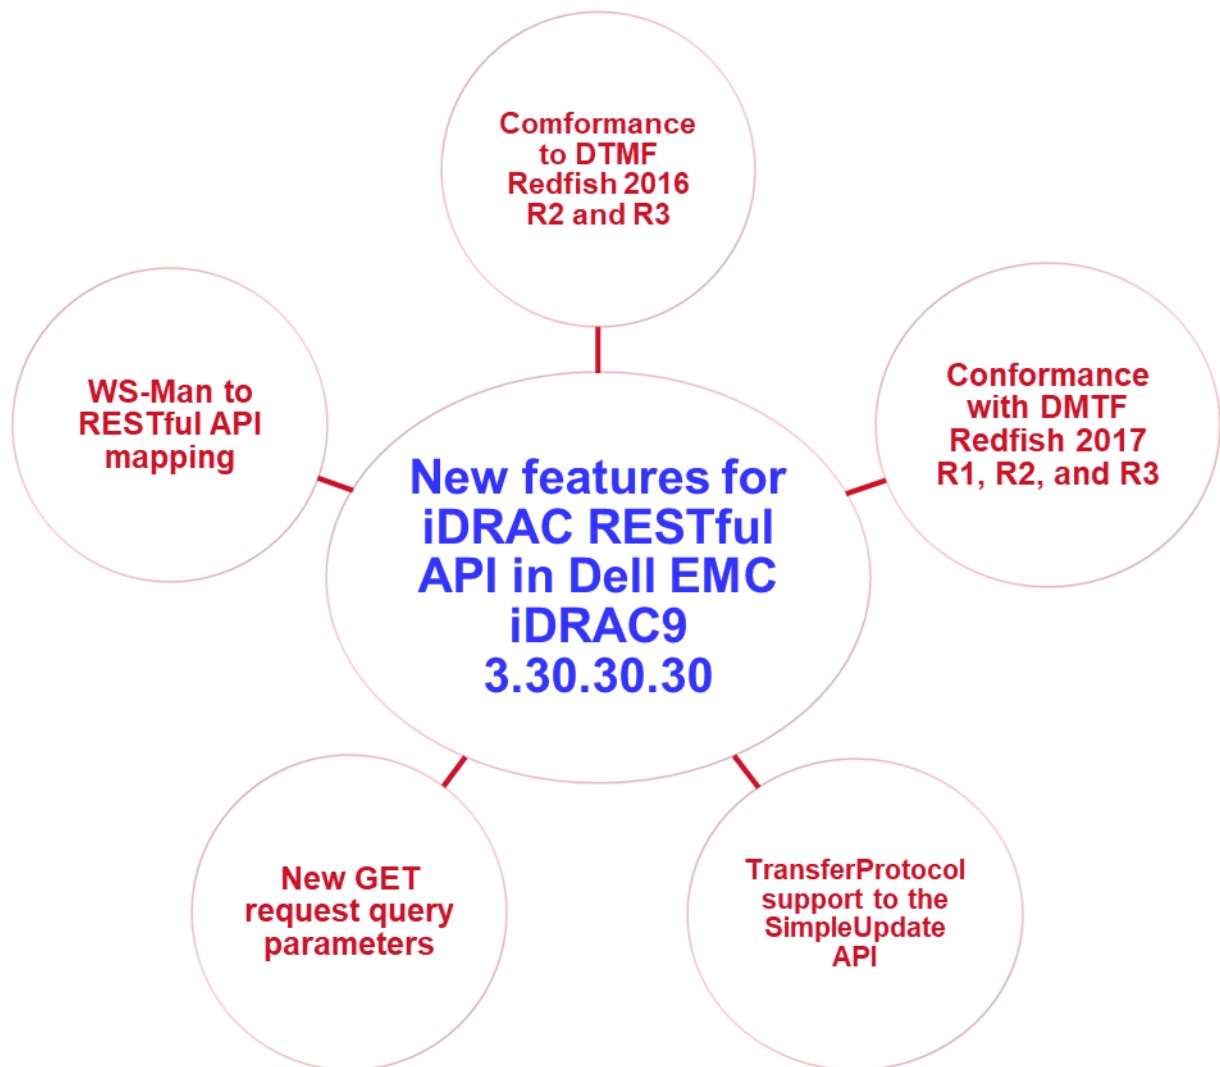 Comformance
to DTMF
Redfish 2016
R2 and R3
Conformance
with DMTF
Redfish 2017
R1, R2, and R3
WS-Man to
RESTful API
mapping
New features for
iDRAC RESTful
API in Dell EMC
iDRAC9
3.30.30.30
New GET
request query
parameters
TransferProtocol
support to the
SimpleUpdate
API